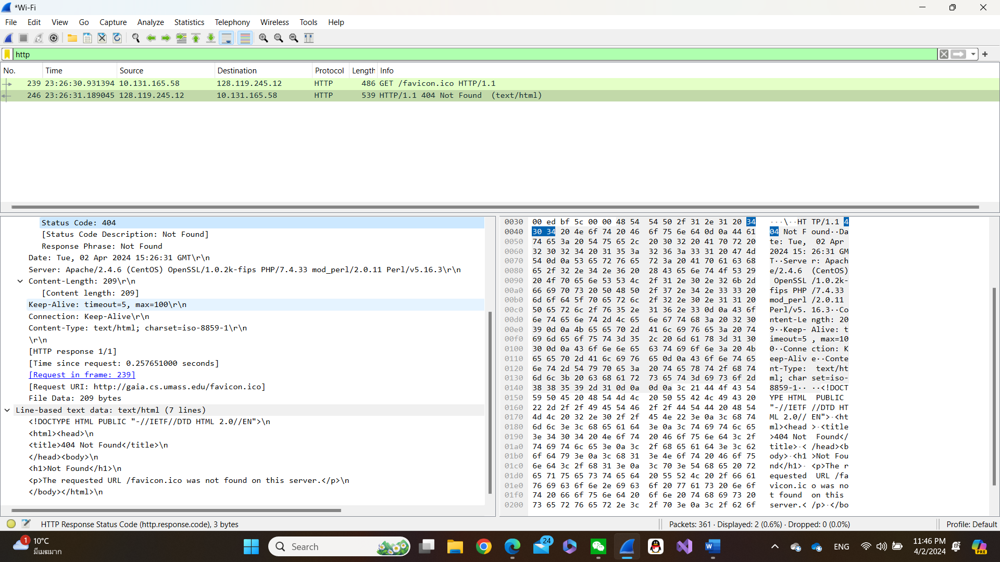 *Wi-Fi
File Edit View Go Capture Analyze Statistics Telephony Wireless Tools Help
http
No. Time Source Destination Protocol Length Info
239 23:26:30.931394 10.131.165.58 128.119.245.12 HTTP 486 GET /favicon.ico HTTP/1.1
246 23:26:31.189045 128.119.245.12 10.131.165.58 HTTP 539 HTTP/1.1 404 Not Found (text/html)
Status Code: 404
[Status Code Description: Not Found]
Response Phrase: Not Found
Date: Tue, 02 Apr 2024 15:26:31 GMT\r\n
Server: Apache/2.4.6 (CentOS) OpenSSL/1.0.2k-fips PHP/7.4.33 mod_perl/2.0.11 Perl/v5.16.3\r\n
Content-Length: 209\r\n
[Content length: 209]
Keep-Alive: timeout=5, max=100\r\n
Connection: Keep-Alive\r\n
Content-Type: text/html; charset=iso-8859-1\r\n
\r\n
[HTTP response 1/1]
[Time since request: 0.257651000 seconds]
[Request in frame: 239]
[Request URI: http://gaia.cs.umass.edu/favicon.ico]
File Data: 209 bytes
Line-based text data: text/html (7 lines)
<!DOCTYPE HTML PUBLIC "-//IETF//DTD HTML 2.0//EN">\n
<html><head>\n
<title>404 Not Found</title>\n
</head><body>\n
<h1>Not Found</h1>\n
<p>The requested URL /favicon.ico was not found on this server.</p>\n
</body></html>\n
0030 00 ed bf 5c 00 00 48 54 54 50 2f 31 2e 31 20 34 ···\··HT TP/1.1 4
0040 30 34 20 4e 6f 74 20 46 6f 75 6e 64 0d 0a 44 61 04 Not F ound··Da
0050 74 65 3a 20 54 75 65 2c 20 30 32 20 41 70 72 20 te: Tue, 02 Apr
0060 32 30 32 34 20 31 35 3a 32 36 3a 33 31 20 47 4d 2024 15: 26:31 GM
0070 54 0d 0a 53 65 72 76 65 72 3a 20 41 70 61 63 68 T··Serve r: Apach
0080 65 2f 32 2e 34 2e 36 20 28 43 65 6e 74 4f 53 29 e/2.4.6 (CentOS)
0090 20 4f 70 65 6e 53 53 4c 2f 31 2e 30 2e 32 6b 2d OpenSSL /1.0.2k-
00a0 66 69 70 73 20 50 48 50 2f 37 2e 34 2e 33 33 20 fips PHP /7.4.33
00b0 6d 6f 64 5f 70 65 72 6c 2f 32 2e 30 2e 31 31 20 mod_perl /2.0.11
00c0 50 65 72 6c 2f 76 35 2e 31 36 2e 33 0d 0a 43 6f Perl/v5. 16.3··Co
00d0 6e 74 65 6e 74 2d 4c 65 6e 67 74 68 3a 20 32 30 ntent-Le ngth: 20
00e0 39 0d 0a 4b 65 65 70 2d 41 6c 69 76 65 3a 20 74 9··Keep- Alive: t
00f0 69 6d 65 6f 75 74 3d 35 2c 20 6d 61 78 3d 31 30 imeout=5 , max=10
0100 30 0d 0a 43 6f 6e 6e 65 63 74 69 6f 6e 3a 20 4b 0··Conne ction: K
0110 65 65 70 2d 41 6c 69 76 65 0d 0a 43 6f 6e 74 65 eep-Aliv e··Conte
0120 6e 74 2d 54 79 70 65 3a 20 74 65 78 74 2f 68 74 nt-Type: text/ht
0130 6d 6c 3b 20 63 68 61 72 73 65 74 3d 69 73 6f 2d ml; char set=iso-
0140 38 38 35 39 2d 31 0d 0a 0d 0a 3c 21 44 4f 43 54 8859-1·· ··<!DOCT
0150 59 50 45 20 48 54 4d 4c 20 50 55 42 4c 49 43 20 YPE HTML PUBLIC
0160 22 2d 2f 2f 49 45 54 46 2f 2f 44 54 44 20 48 54 "-//IETF //DTD HT
0170 4d 4c 20 32 2e 30 2f 2f 45 4e 22 3e 0a 3c 68 74 ML 2.0// EN">·<ht
0180 6d 6c 3e 3c 68 65 61 64 3e 0a 3c 74 69 74 6c 65 ml><head >·<title
0190 3e 34 30 34 20 4e 6f 74 20 46 6f 75 6e 64 3c 2f >404 Not Found</
01a0 74 69 74 6c 65 3e 0a 3c 2f 68 65 61 64 3e 3c 62 title>·< /head><b
01b0 6f 64 79 3e 0a 3c 68 31 3e 4e 6f 74 20 46 6f 75 ody>·<h1 >Not Fou
01c0 6e 64 3c 2f 68 31 3e 0a 3c 70 3e 54 68 65 20 72 nd</h1>· <p>The r
01d0 65 71 75 65 73 74 65 64 20 55 52 4c 20 2f 66 61 equested URL /fa
01e0 76 69 63 6f 6e 2e 69 63 6f 20 77 61 73 20 6e 6f vicon.ic o was no
01f0 74 20 66 6f 75 6e 64 20 6f 6e 20 74 68 69 73 20 t found on this
0200 73 65 72 76 65 72 2e 3c 2f 70 3e 0a 3c 2f 62 6f server.< /p>·</bo
HTTP Response Status Code (http.response.code), 3 bytes
Packets: 361 · Displayed: 2 (0.6%) · Dropped: 0 (0.0%)
Profile: Default
1
10°C
มีเมฆมาก
Search
24
W
ENG
11:46 PM
4/2/2024
PRE